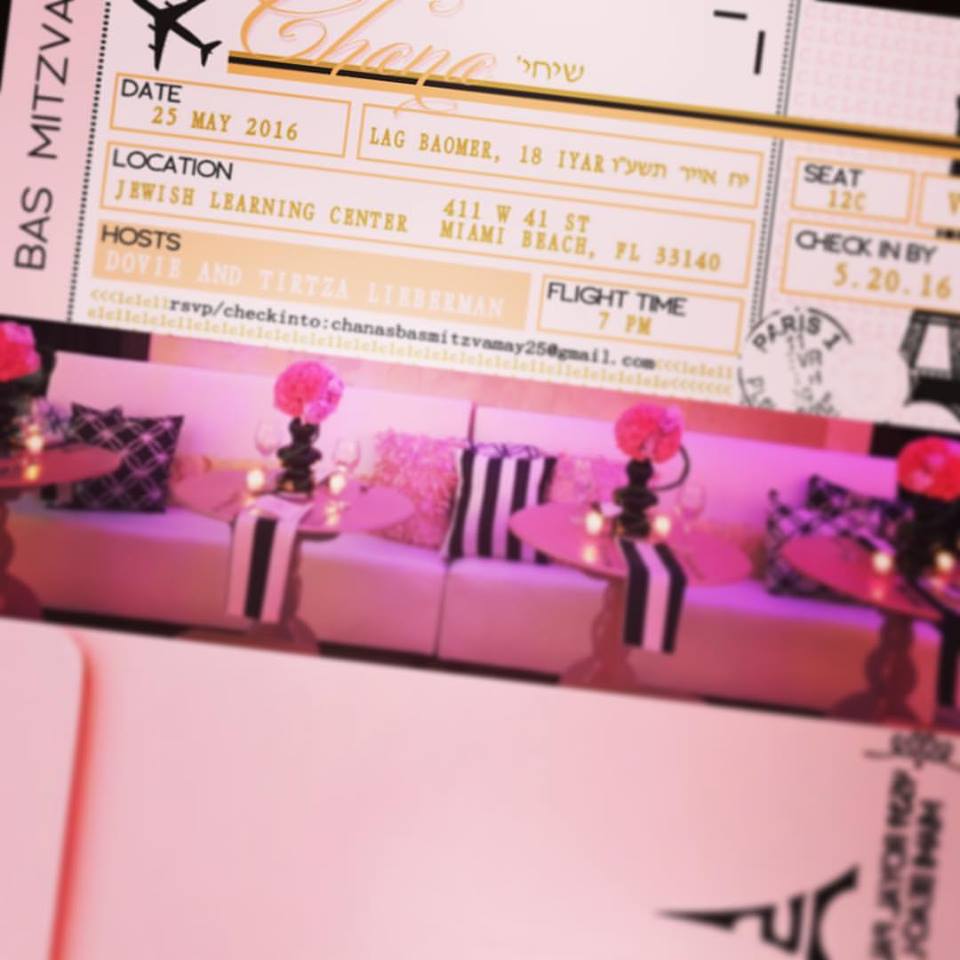 BAS MITZVA
Chana שיחי'
DATE
25 MAY 2016
LAG BAOMER, 18 IYAR יח אייר תשע"ו
LOCATION
JEWISH LEARNING CENTER
411 W 41 ST
MIAMI BEACH, FL 33140
HOSTS
DOVIE AND TIRTZA LIEBERMAN
FLIGHT TIME
7 PM
rsvp/checkinto:chanasbasmitzvamay25@gmail.com
SEAT
12C
CHECK IN BY
5.20.16
PARIS 1